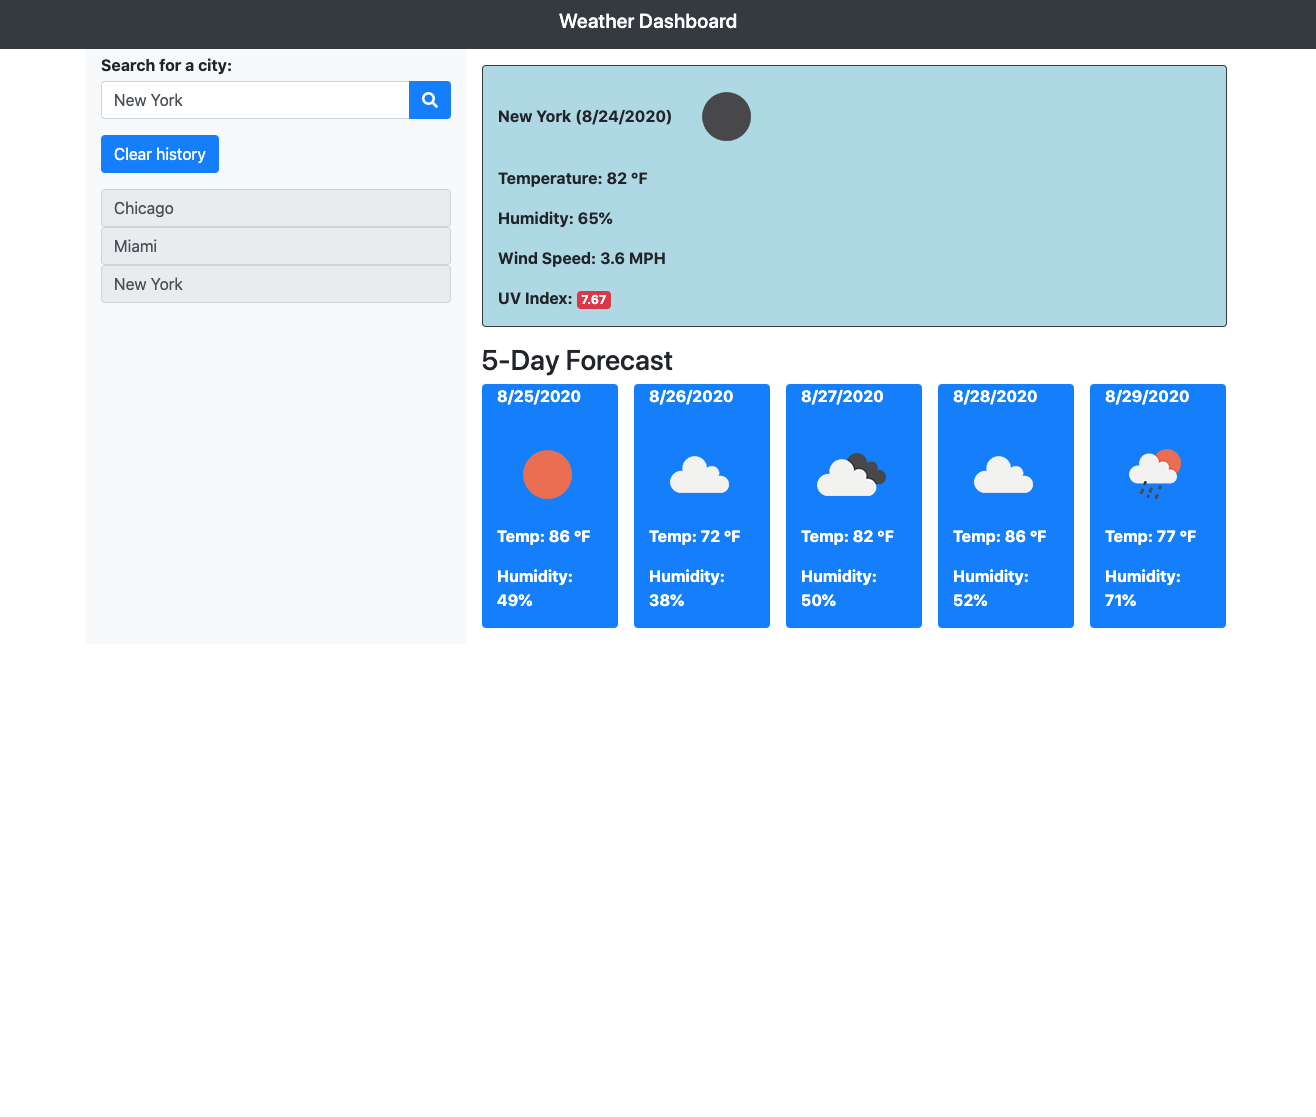 Weather Dashboard
Search for a city:
New York
Clear history
Chicago
Miami
New York
New York (8/24/2020)
Temperature: 82 °F
Humidity: 65%
Wind Speed: 3.6 MPH
UV Index: 7.67
5-Day Forecast
8/25/2020
Temp: 86 °F
Humidity:
49%
8/26/2020
Temp: 72 °F
Humidity:
38%
8/27/2020
Temp: 82 °F
Humidity:
50%
8/28/2020
Temp: 86 °F
Humidity:
52%
8/29/2020
Temp: 77 °F
Humidity:
71%